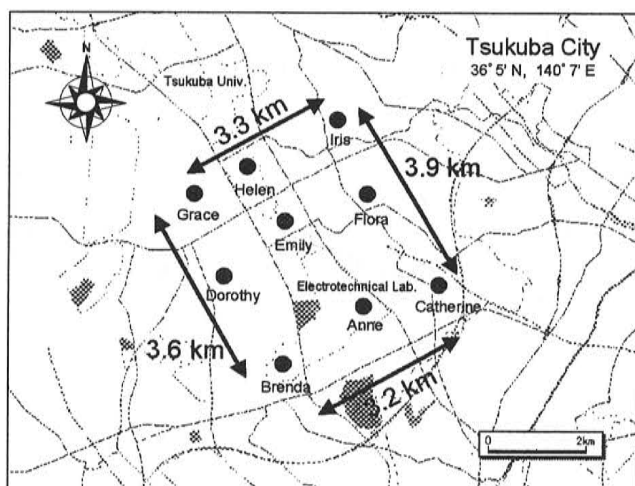 Tsukuba City
36° 5' N, 140° 7' E
N
Tsukuba Univ.
3.3 km
Iris
3.9 km
Helen
Grace
Flora
Emily
Dorothy
Electrotechnical Lab.
Catherine
Anne
3.6 km
Brenda
3.2 km
0 2km